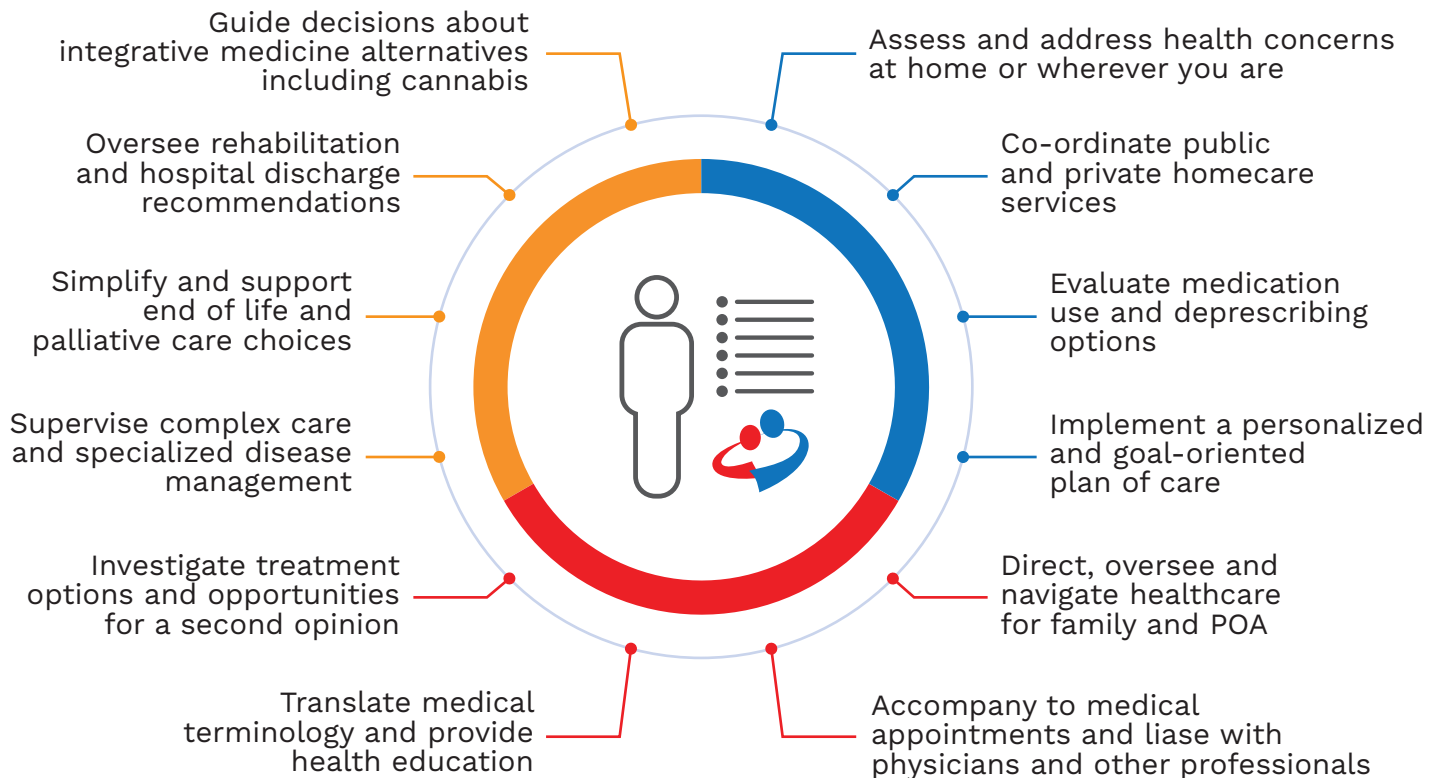 Guide decisions about
integrative medicine alternatives
including cannabis
Assess and address health concerns
at home or wherever you are
Oversee rehabilitation
and hospital discharge
recommendations
Co-ordinate public
and private homecare
services
Simplify and support
end of life and
palliative care choices
Evaluate medication
use and deprescribing
options
Supervise complex care
and specialized disease
management
Implement a personalized
and goal-oriented
plan of care
Investigate treatment
options and opportunities
for a second opinion
Direct, oversee and
navigate healthcare
for family and POA
Translate medical
terminology and provide
health education
Accompany to medical
appointments and liase with
physicians and other professionals